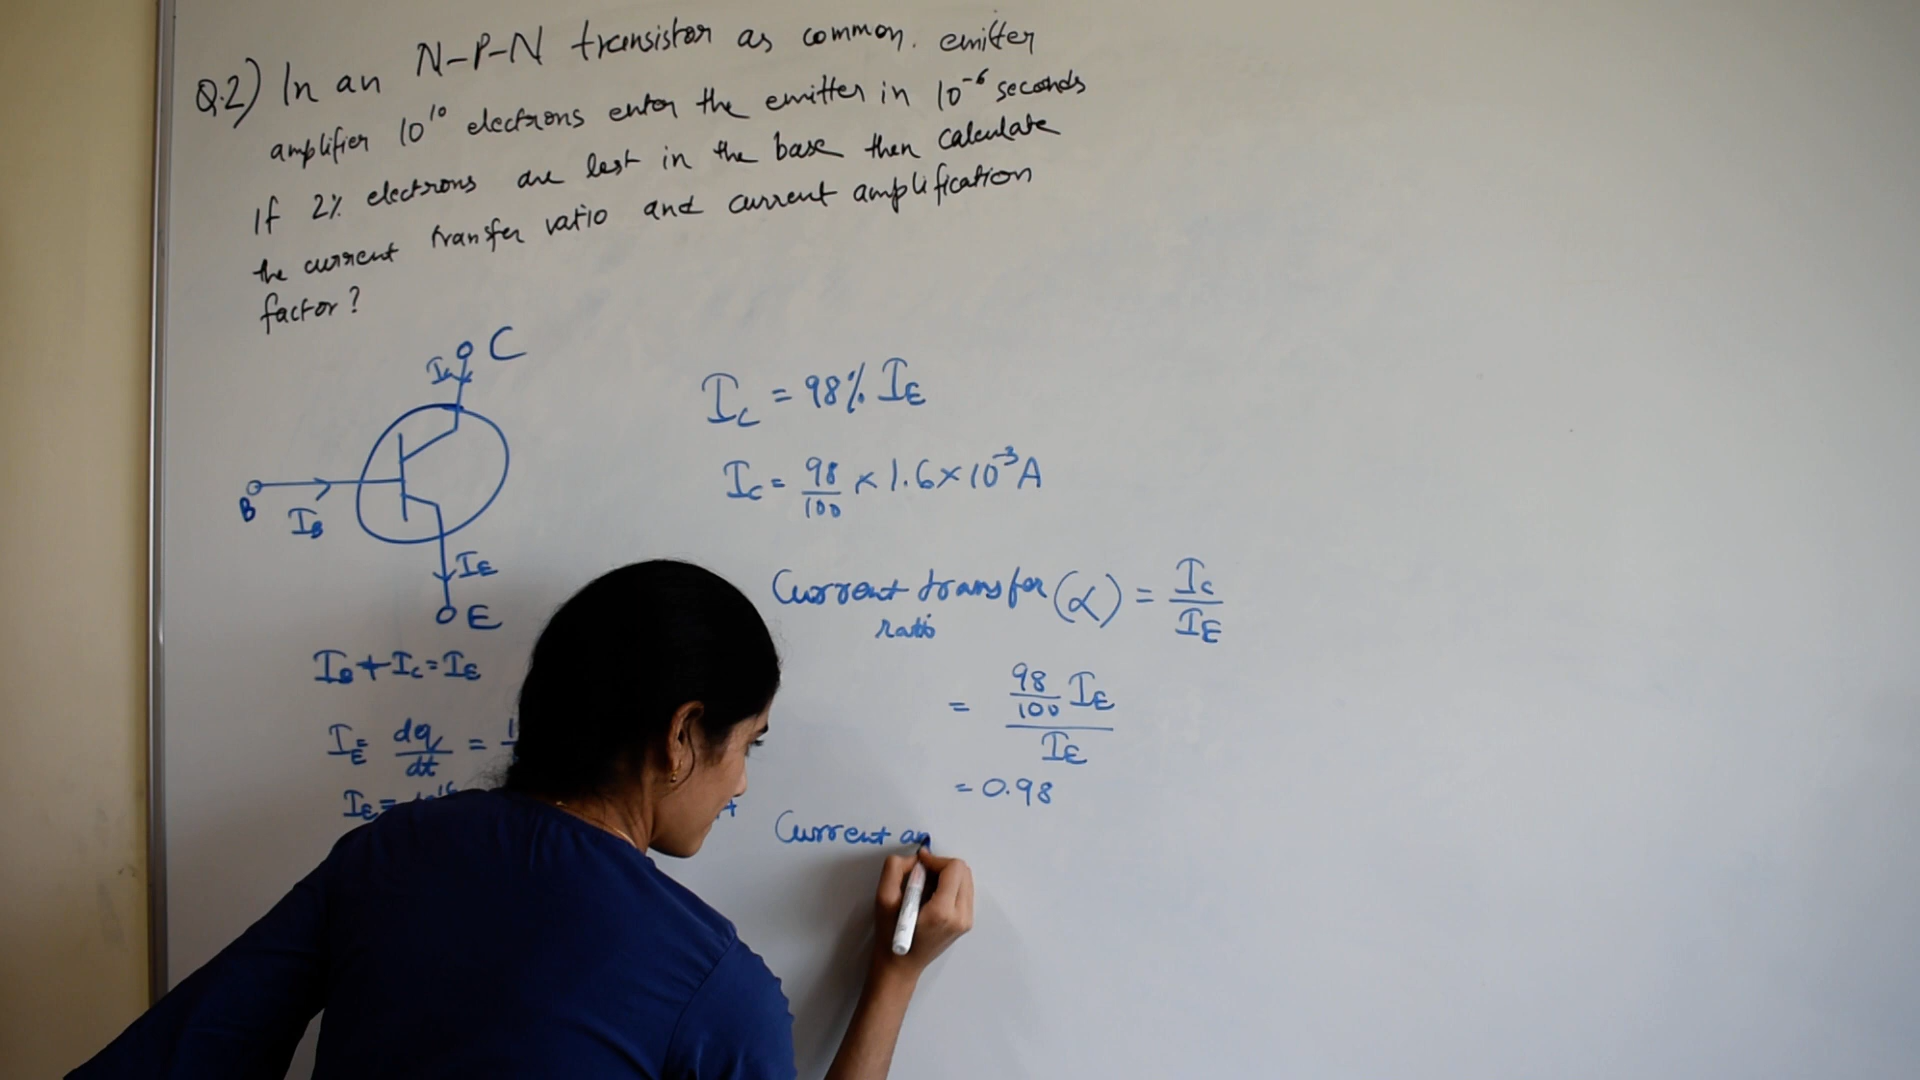 Q.2) In an N-P-N transistor as common. emitter
amplifier 10¹⁰ electrons enter the emitter in 10⁻⁶ seconds
If 2% electrons are lost in the base then calculate
the current transfer ratio and current amplification
factor?
C
I_C
B
I_B
I_E
E
I_B + I_C = I_E
I_E = dq/dt =
I_E =
I_C = 98% I_E
I_C = 98/100 × 1.6 × 10⁻³ A
Current transfer (α) = I_C/I_E
ratio
= 98/100 I_E / I_E
= 0.98
Current